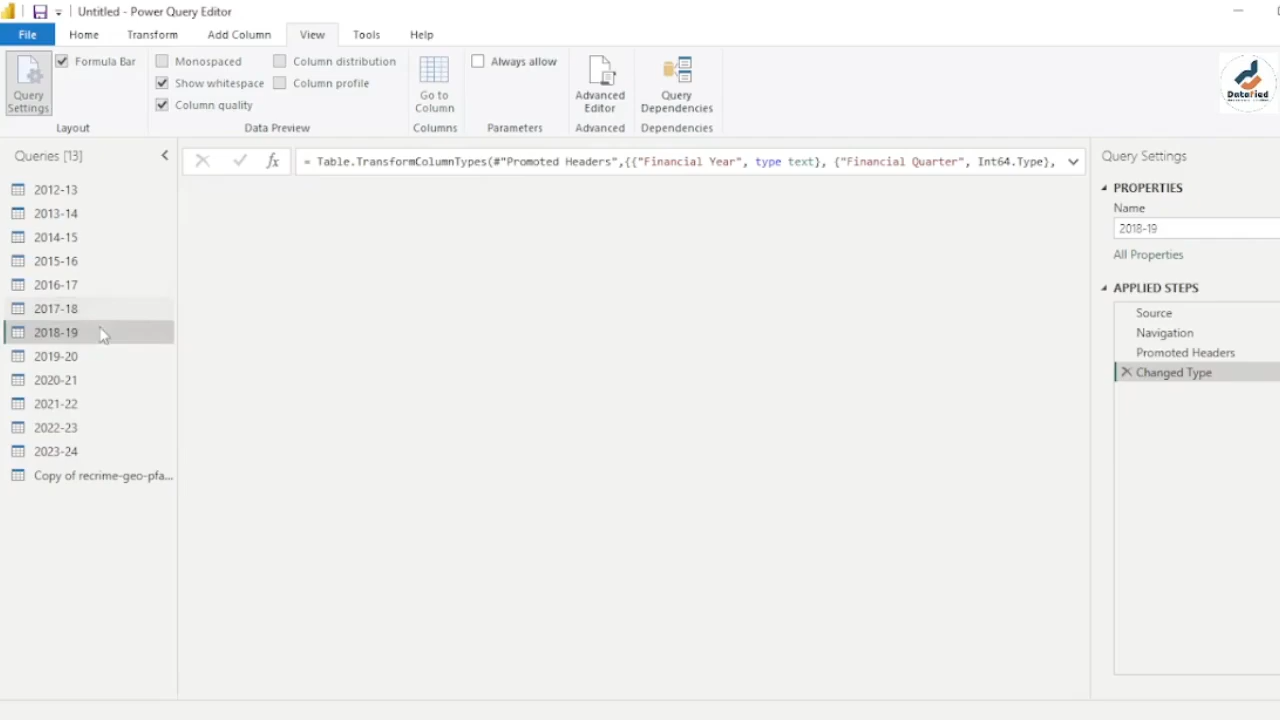 Untitled - Power Query Editor
File Home Transform Add Column View Tools Help
Query Settings
Formula Bar
Layout
Monospaced
Show whitespace
Column quality
Column distribution
Column profile
Data Preview
Go to Column
Columns
Always allow
Parameters
Advanced Editor
Advanced
Query Dependencies
Dependencies
Datafied
Queries [13]
2012-13
2013-14
2014-15
2015-16
2016-17
2017-18
2018-19
2019-20
2020-21
2021-22
2022-23
2023-24
Copy of recrime-geo-pfa...
fx = Table.TransformColumnTypes(#"Promoted Headers",{{"Financial Year", type text}, {"Financial Quarter", Int64.Type},
Query Settings
PROPERTIES
Name
2018-19
All Properties
APPLIED STEPS
Source
Navigation
Promoted Headers
Changed Type